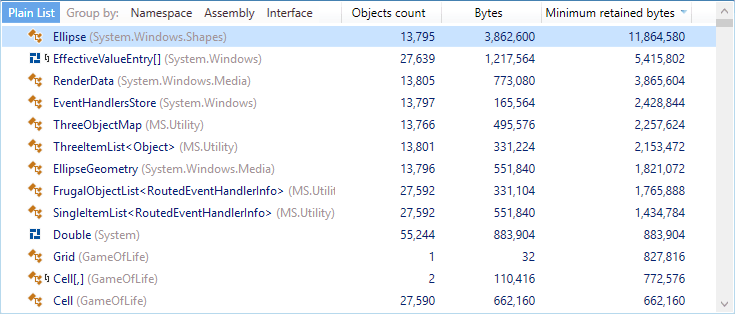 Plain List Group by: Namespace Assembly Interface Objects count Bytes Minimum retained bytes
Ellipse (System.Windows.Shapes) 13,795 3,862,600 11,864,580
EffectiveValueEntry[] (System.Windows) 27,639 1,217,564 5,415,802
RenderData (System.Windows.Media) 13,805 773,080 3,865,604
EventHandlersStore (System.Windows) 13,797 165,564 2,428,844
ThreeObjectMap (MS.Utility) 13,766 495,576 2,257,624
ThreeItemList<Object> (MS.Utility) 13,801 331,224 2,153,472
EllipseGeometry (System.Windows.Media) 13,796 551,840 1,821,072
FrugalObjectList<RoutedEventHandlerInfo> (MS.Utili 27,592 331,104 1,765,888
SingleItemList<RoutedEventHandlerInfo> (MS.Utility) 27,592 551,840 1,434,784
Double (System) 55,244 883,904 883,904
Grid (GameOfLife) 1 32 827,816
Cell[,] (GameOfLife) 2 110,416 772,576
Cell (GameOfLife) 27,590 662,160 662,160